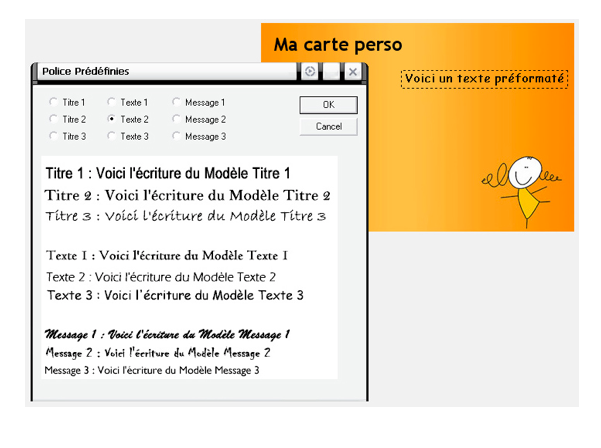 Ma carte perso
Voici un texte préformaté
Police Prédéfinies
Titre 1 Texte 1 Message 1
Titre 2 Texte 2 Message 2
Titre 3 Texte 3 Message 3
OK
Cancel
Titre 1 : Voici l'écriture du Modèle Titre 1
Titre 2 : Voici l'écriture du Modèle Titre 2
Titre 3 : Voici l'écriture du Modèle Titre 3
Texte 1 : Voici l'écriture du Modèle Texte 1
Texte 2 : Voici l'écriture du Modèle Texte 2
Texte 3 : Voici l'écriture du Modèle Texte 3
Message 1 : Voici l'écriture du Modèle Message 1
Message 2 : Voici l'écriture du Modèle Message 2
Message 3 : Voici l'écriture du Modèle Message 3